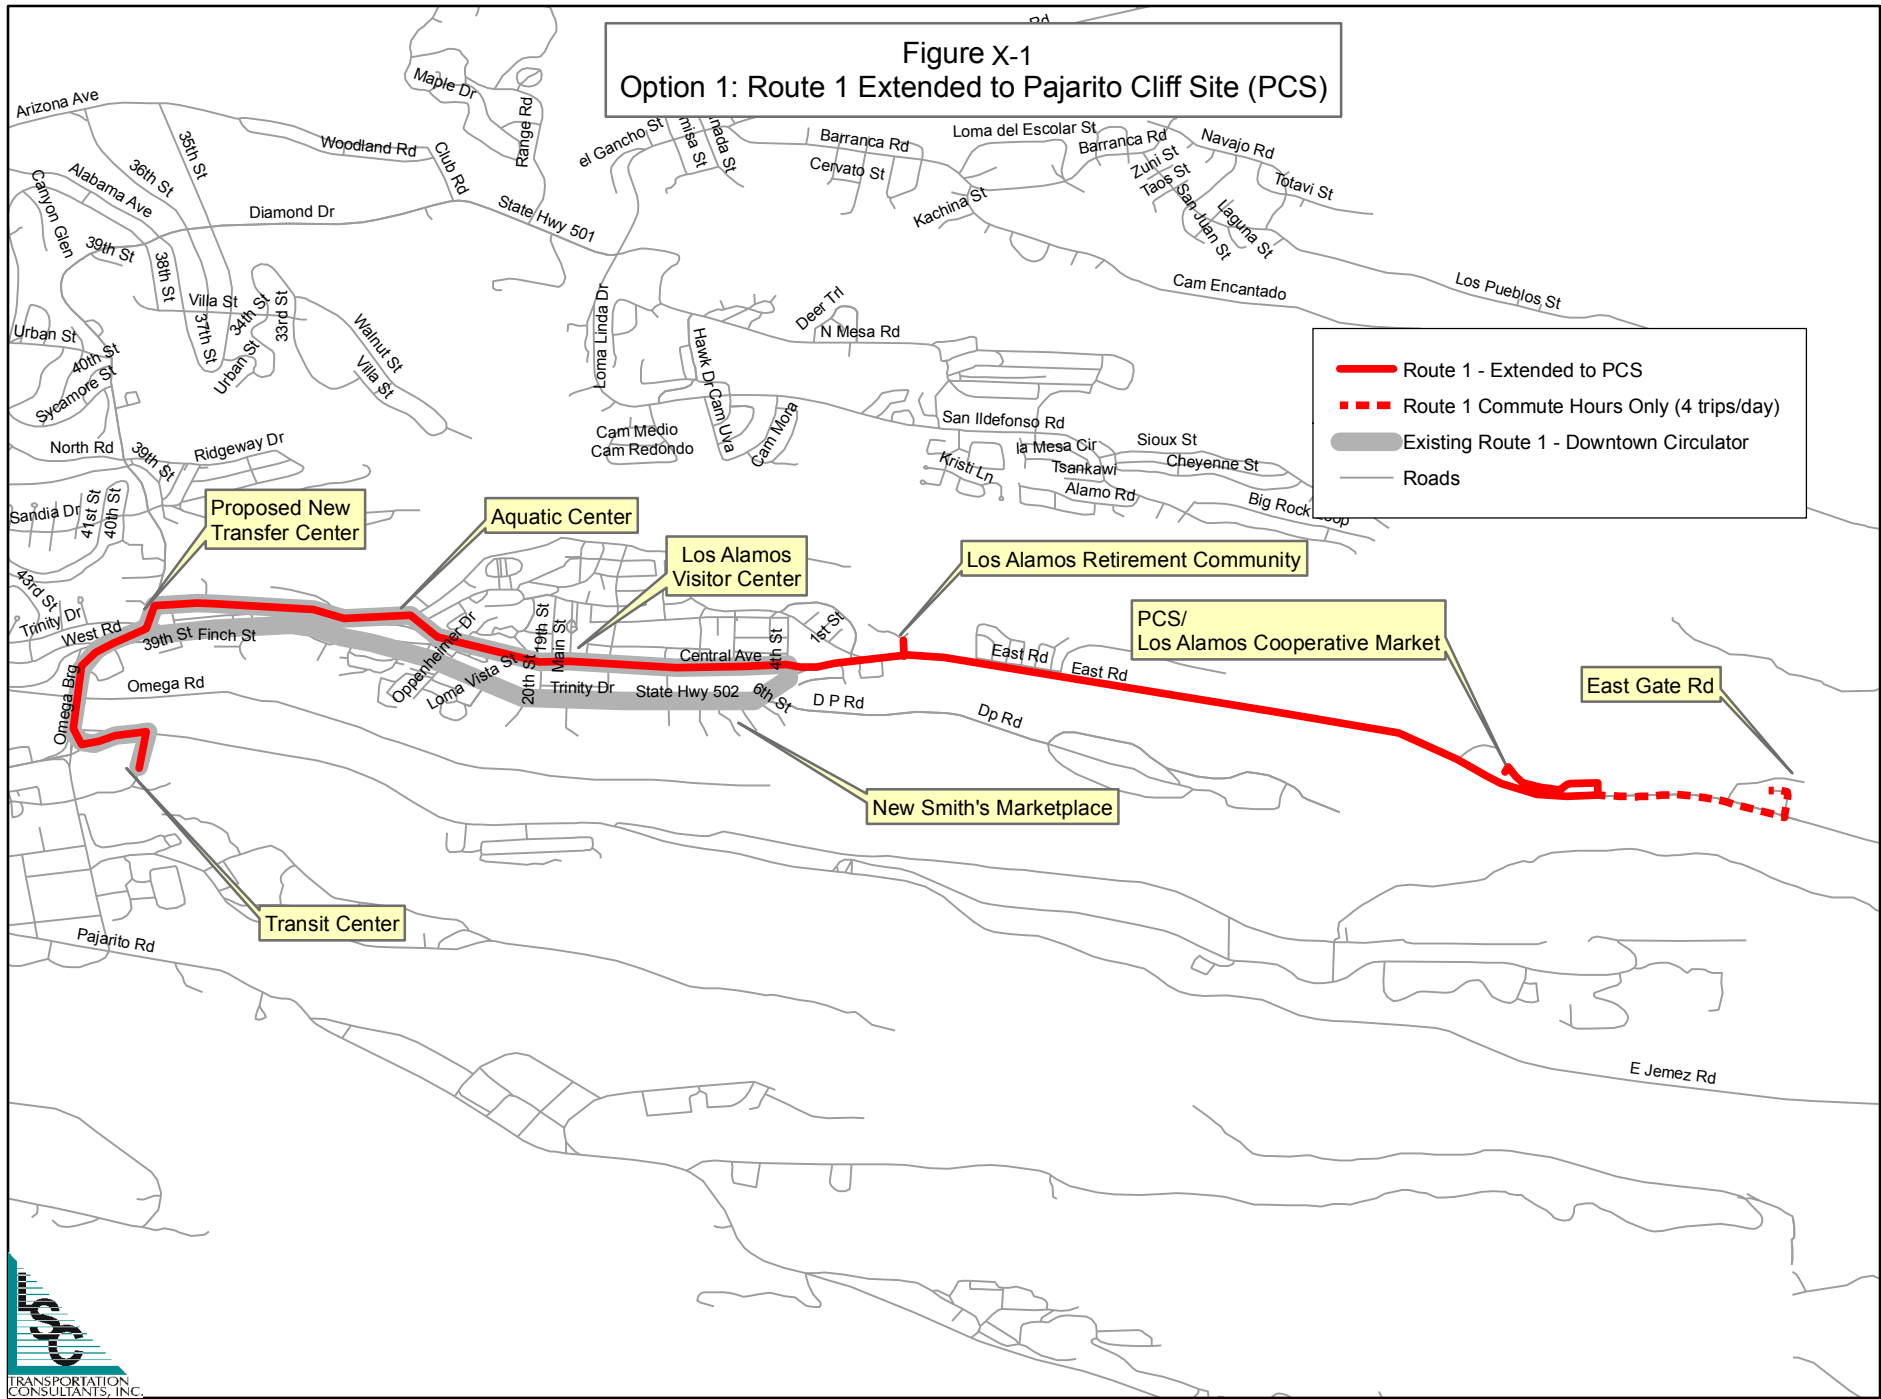 Figure X-1
Option 1: Route 1 Extended to Pajarito Cliff Site (PCS)
Rd
Maple Dr
Range Rd
Arizona Ave
35th St
Woodland Rd
Club Rd
el Gancho St
Barranca Rd
Cervato St
Loma del Escolar St
Barranca Rd
Navajo Rd
Zuni St
Taos St
Totavi St
San Juan St
Laguna St
Kachina St
36th St
Alabama Ave
Canyon Glen
Diamond Dr
State Hwy 501
39th St
38th St
Villa St
37th St
34th St
33rd St
Urban St
Walnut St
Villa St
Urban St
40th St
Sycamore St
Loma Linda Dr
Deer Trl
N Mesa Rd
Hawk Dr
Cam Uva
Cam Mora
Cam Medio
Cam Redondo
Cam Encantado
Los Pueblos St
Route 1 - Extended to PCS
Route 1 Commute Hours Only (4 trips/day)
Existing Route 1 - Downtown Circulator
Roads
San Ildefonso Rd
la Mesa Cir
Sioux St
Cheyenne St
Tsankawi
Kristi Ln
Alamo Rd
Big Rock
North Rd
39th St
Ridgeway Dr
Sandia Dr
41st St
40th St
Proposed New
Transfer Center
Aquatic Center
Los Alamos
Visitor Center
Los Alamos Retirement Community
PCS/
Los Alamos Cooperative Market
East Gate Rd
43rd St
Trinity Dr
West Rd
39th St
Finch St
Oppenheimer Dr
Loma Vista St
19th St
Main St
20th St
Central Ave
4th St
1st St
East Rd
East Rd
Omega Brg
Omega Rd
Trinity Dr
State Hwy 502
6th St
D P Rd
Dp Rd
New Smith's Marketplace
Transit Center
Pajarito Rd
E Jemez Rd
LSC
TRANSPORTATION
CONSULTANTS, INC.